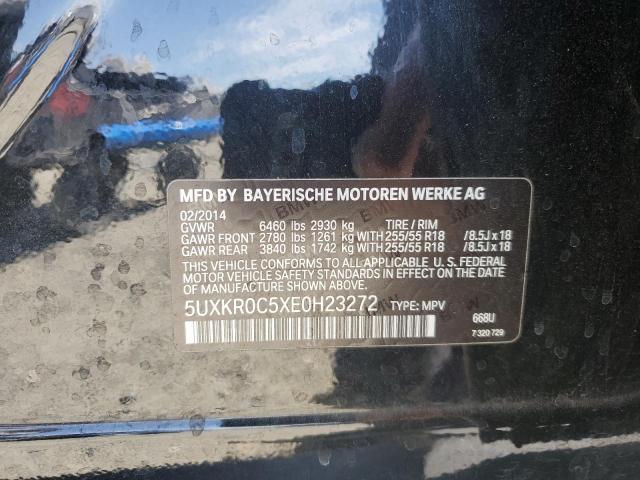 MFD BY BAYERISCHE MOTOREN WERKE AG
02/2014
GVWR 6460 lbs 2930 kg TIRE / RIM
GAWR FRONT 2780 lbs 1261 kg WITH 255/55 R18 /8.5J x 18
GAWR REAR 3840 lbs 1742 kg WITH 255/55 R18 /8.5J x 18
THIS VEHICLE CONFORMS TO ALL APPLICABLE U. S. FEDERAL
MOTOR VEHICLE SAFETY STANDARDS IN EFFECT ON THE DATE
OF MANUFACTURE SHOWN ABOVE.
5UXKR0C5XE0H23272 TYPE: MPV
668U
7 320 729